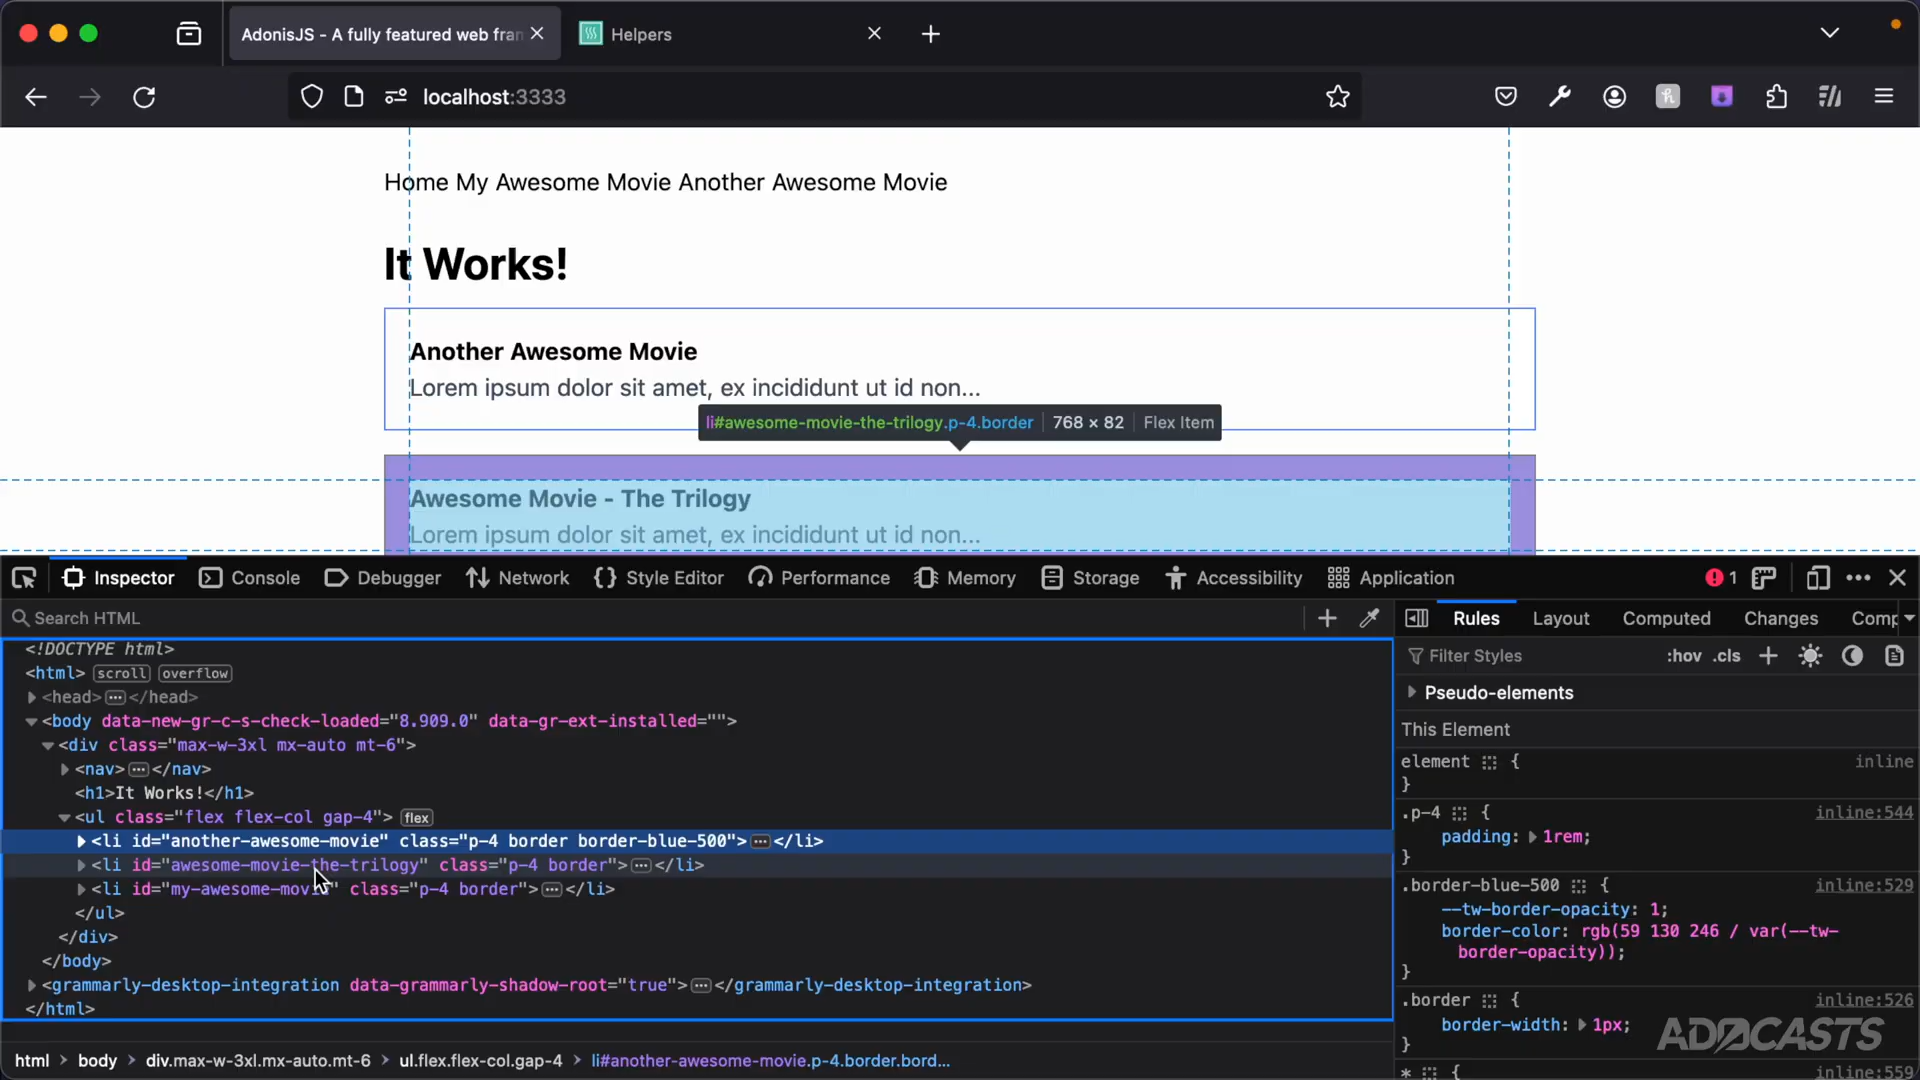 AdonisJS - A fully featured web fran
Helpers
localhost:3333
Home My Awesome Movie Another Awesome Movie
It Works!
Another Awesome Movie
Lorem ipsum dolor sit amet, ex incididunt ut id non...
li#awesome-movie-the-trilogy.p-4.border 768 × 82 Flex Item
Awesome Movie - The Trilogy
Lorem ipsum dolor sit amet, ex incididunt ut id non...
Inspector Console Debugger Network Style Editor Performance Memory Storage Accessibility Application 1
Search HTML
<!DOCTYPE html>
<html> scroll overflow
<head> </head>
<body data-new-gr-c-s-check-loaded="8.909.0" data-gr-ext-installed="">
<div class="max-w-3xl mx-auto mt-6">
<nav> </nav>
<h1>It Works!</h1>
<ul class="flex flex-col gap-4"> flex
<li id="another-awesome-movie" class="p-4 border border-blue-500"> </li>
<li id="awesome-movie-the-trilogy" class="p-4 border"> </li>
<li id="my-awesome-movie" class="p-4 border"> </li>
</ul>
</div>
</body>
<grammarly-desktop-integration data-grammarly-shadow-root="true"> </grammarly-desktop-integration>
</html>
html body div.max-w-3xl.mx-auto.mt-6 ul.flex.flex-col.gap-4 li#another-awesome-movie.p-4.border.bord...
Rules Layout Computed Changes Comp
Filter Styles :hov .cls
Pseudo-elements
This Element
element { inline
}
.p-4 { inline:544
padding: 1rem;
}
.border-blue-500 { inline:529
--tw-border-opacity: 1;
border-color: rgb(59 130 246 / var(--tw-
border-opacity));
}
.border { inline:526
border-width: 1px;
}
* { inline:559
ADOCASTS